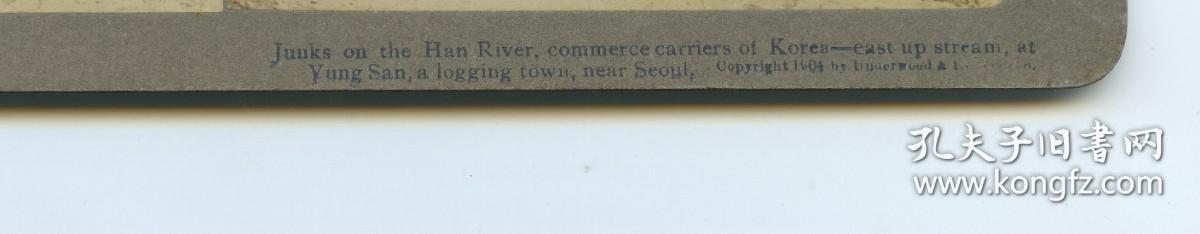 Junks on the Han River, commerce carriers of Korea—east up stream, at
Yung San, a logging town, near Seoul. Copyright 1904 by Underwood &
孔夫子旧书网
www.kongfz.com